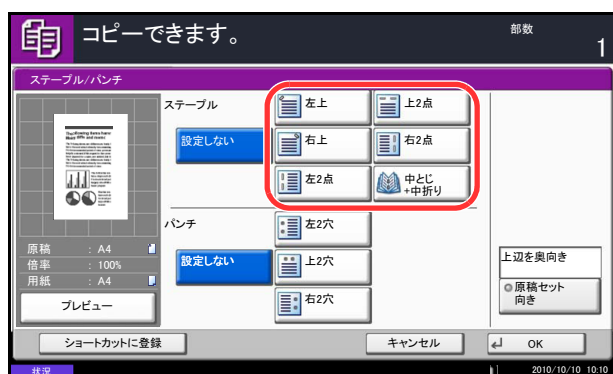 コピーできます。
部数
1
ステープル/パンチ
ステープル
設定しない
左上
上2点
右上
右2点
左2点
中とじ
+中折り
パンチ
設定しない
左2穴
上2穴
右2穴
原稿 : A4
倍率 : 100%
用紙 : A4
プレビュー
上辺を奥向き
原稿セット
向き
ショートカットに登録
キャンセル
OK
状況
2010/10/10 10:10